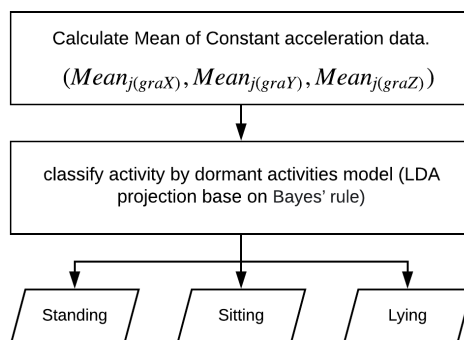 Calculate Mean of Constant acceleration data.
(Mean_{j(graX)}, Mean_{j(graY)}, Mean_{j(graZ)})
classify activity by dormant activities model (LDA
projection base on Bayes' rule)
Standing Sitting Lying